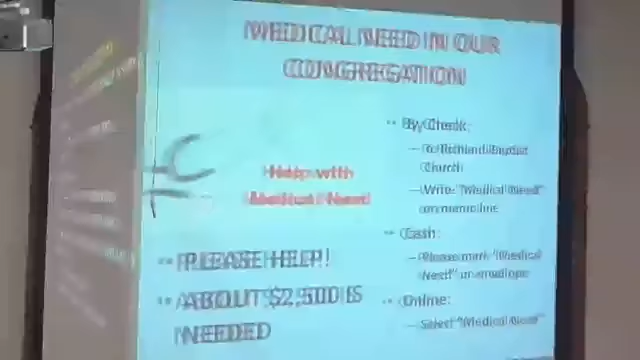 MEDICAL NEED IN OUR
CONGREGATION
Help with
Medical Need
• PLEASE HELP!
• ABOUT $2,500 IS
NEEDED
• By Check:
– To Richland Baptist
Church
– Write "Medical Need"
on memo line
• Cash:
– Please mark "Medical
Need" on envelope
• Online:
– Select "Medical Need"